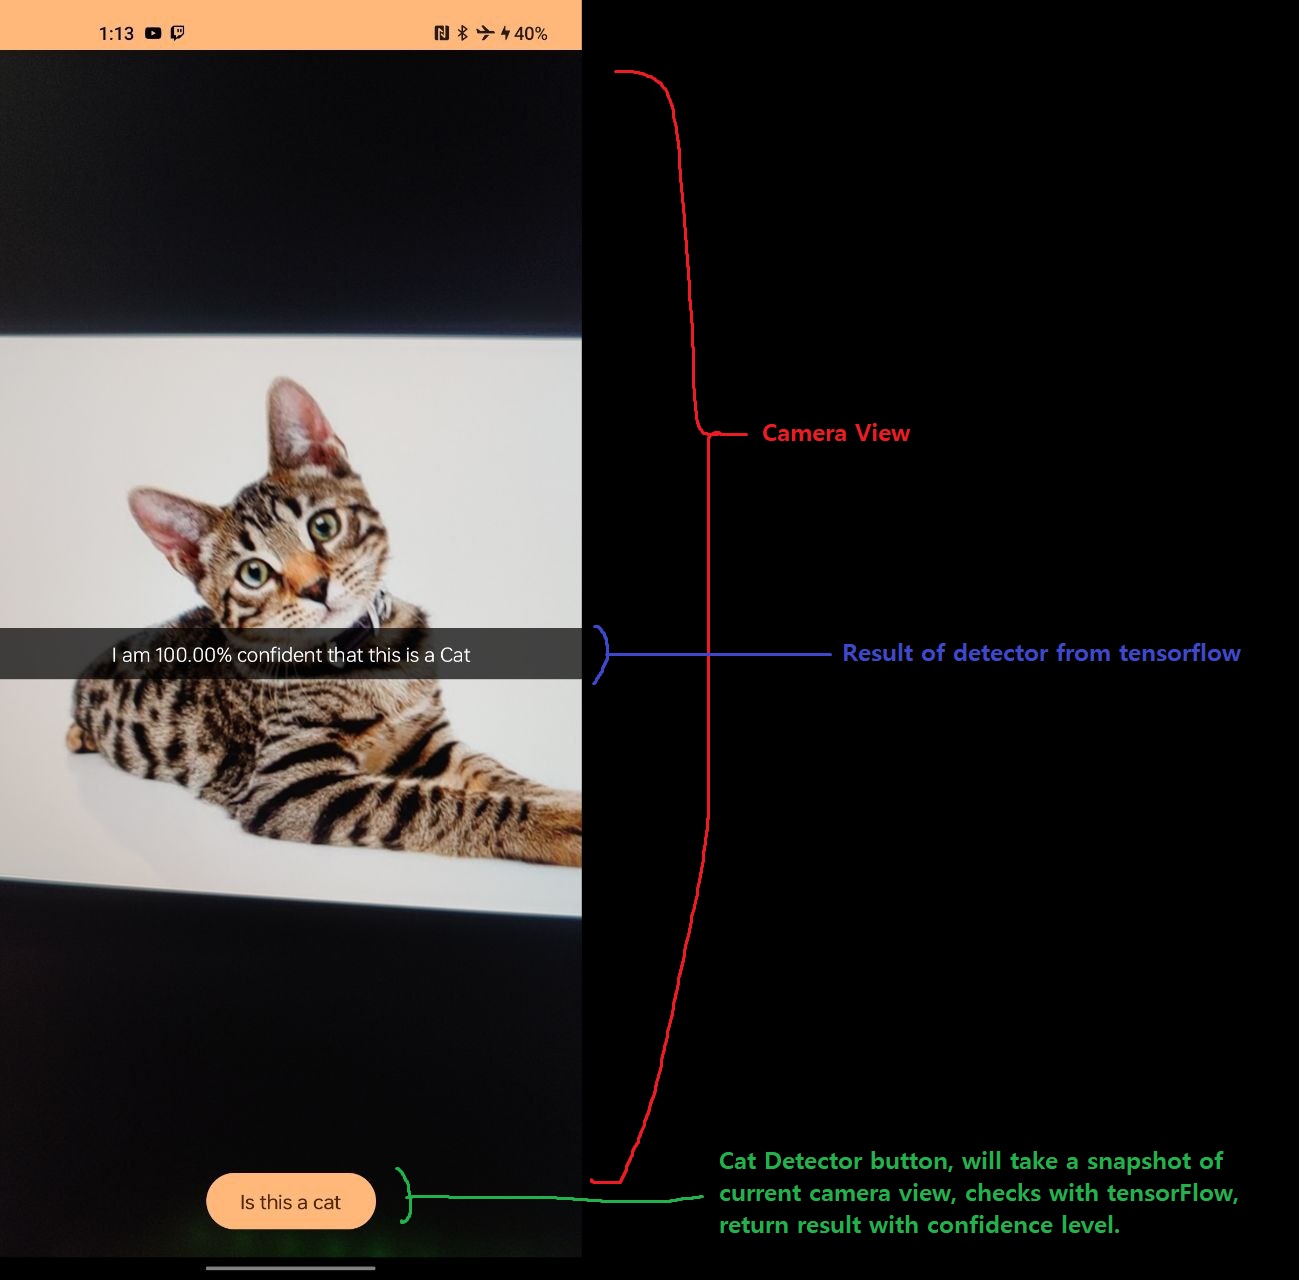 1:13
40%
Camera View
I am 100.00% confident that this is a Cat
Result of detector from tensorflow
Is this a cat
Cat Detector button, will take a snapshot of
current camera view, checks with tensorFlow,
return result with confidence level.